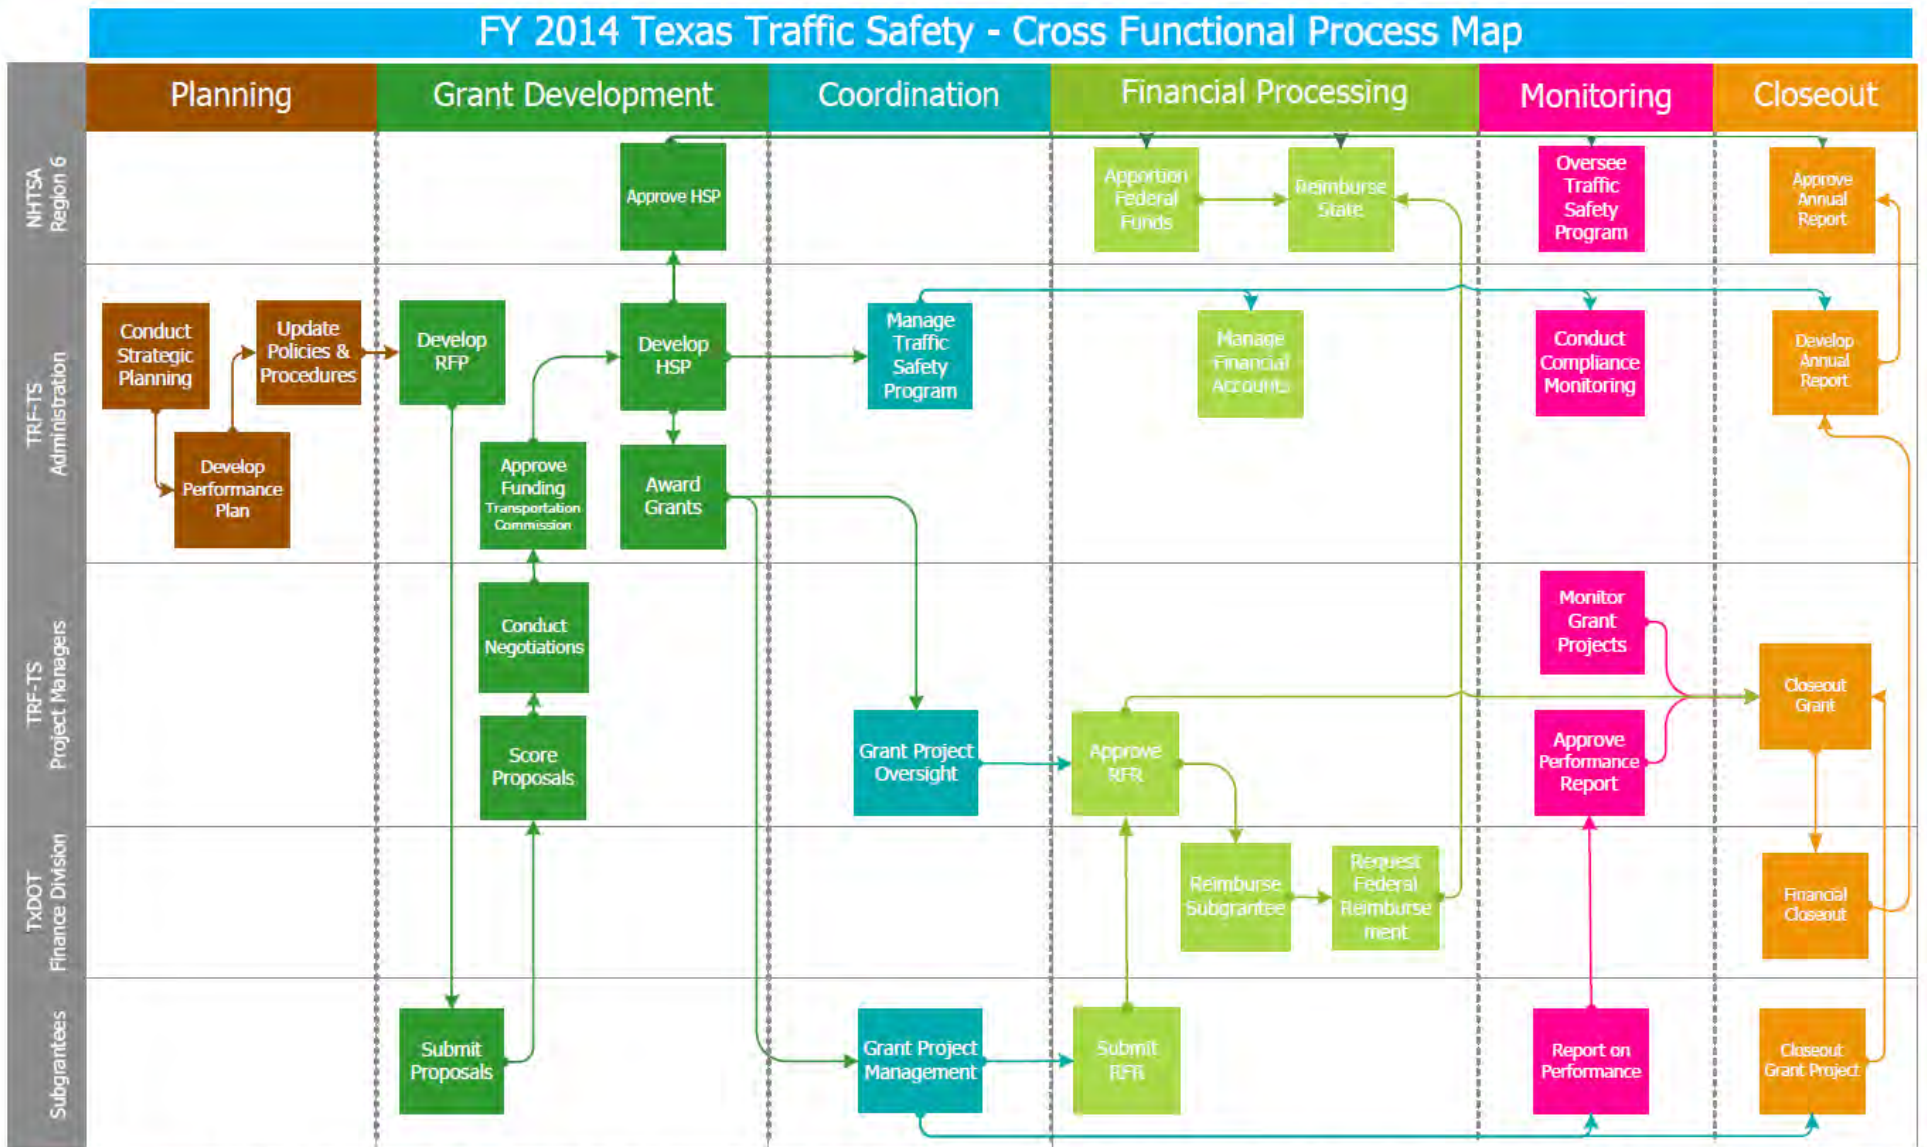 FY 2014 Texas Traffic Safety - Cross Functional Process Map
Planning
Grant Development
Coordination
Financial Processing
Monitoring
Closeout
NHTSA
Region 6
Approve HSP
Apportion
Federal
Funds
Reimburse
State
Oversee
Traffic
Safety
Program
Approve
Annual
Report
TRF-TS
Administration
Conduct
Strategic
Planning
Update
Policies &
Procedures
Develop
Performance
Plan
Develop
RFP
Develop
HSP
Approve
Funding
Transportation
Commission
Award
Grants
Manage
Traffic
Safety
Program
Manage
Financial
Accounts
Conduct
Compliance
Monitoring
Develop
Annual
Report
TRF-TS
Project Managers
Conduct
Negotiations
Score
Proposals
Grant Project
Oversight
Approve
RFR
Monitor
Grant
Projects
Approve
Performance
Report
Closeout
Grant
TxDOT
Finance Division
Reimburse
Subgrantee
Request
Federal
Reimburse
ment
Financial
Closeout
Subgrantees
Submit
Proposals
Grant Project
Management
Submit
RFR
Report on
Performance
Closeout
Grant Project